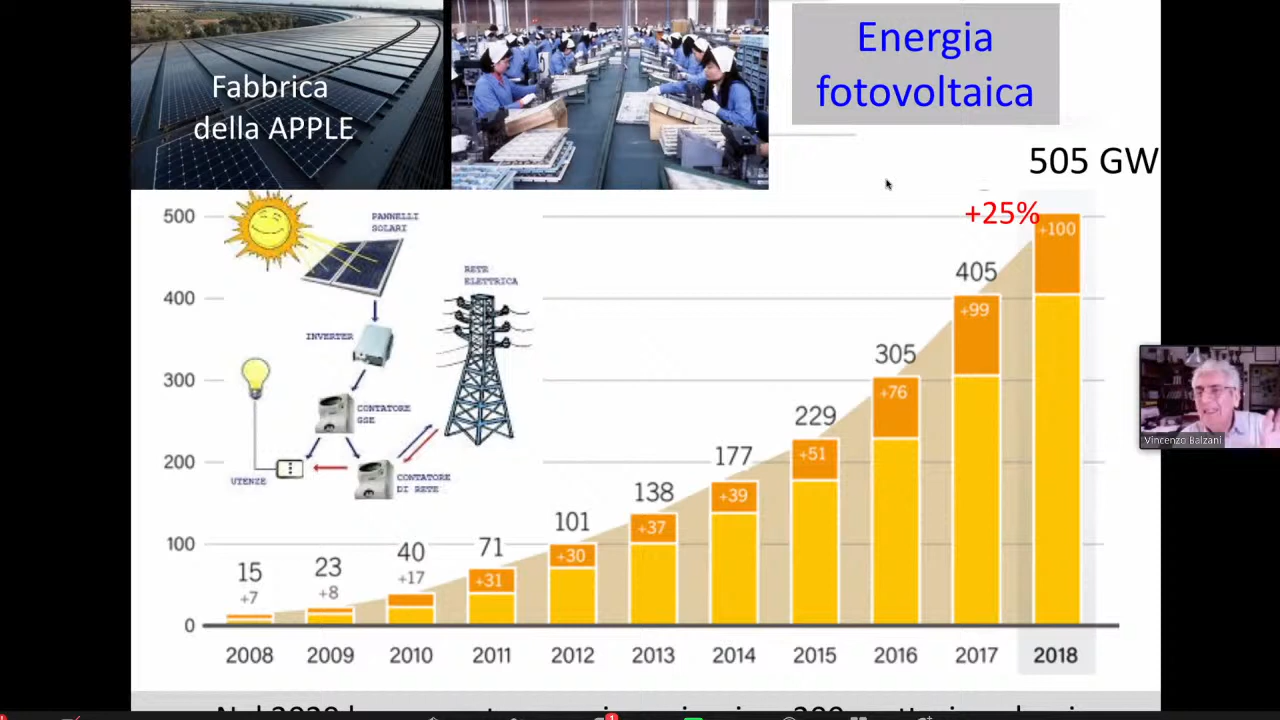 Fabbrica
della APPLE
Energia
fotovoltaica
505 GW
+25%
500
400
300
200
100
0
PANNELLI
SOLARI
RETE
ELETTRICA
INVERTER
CONTATORE
GSE
UTENZE
CONTATORE
DI RETE
15
+7
23
+8
40
+17
71
+31
101
+30
138
+37
177
+39
229
+51
305
+76
405
+99
+100
2008 2009 2010 2011 2012 2013 2014 2015 2016 2017 2018
Vincenzo Balzani